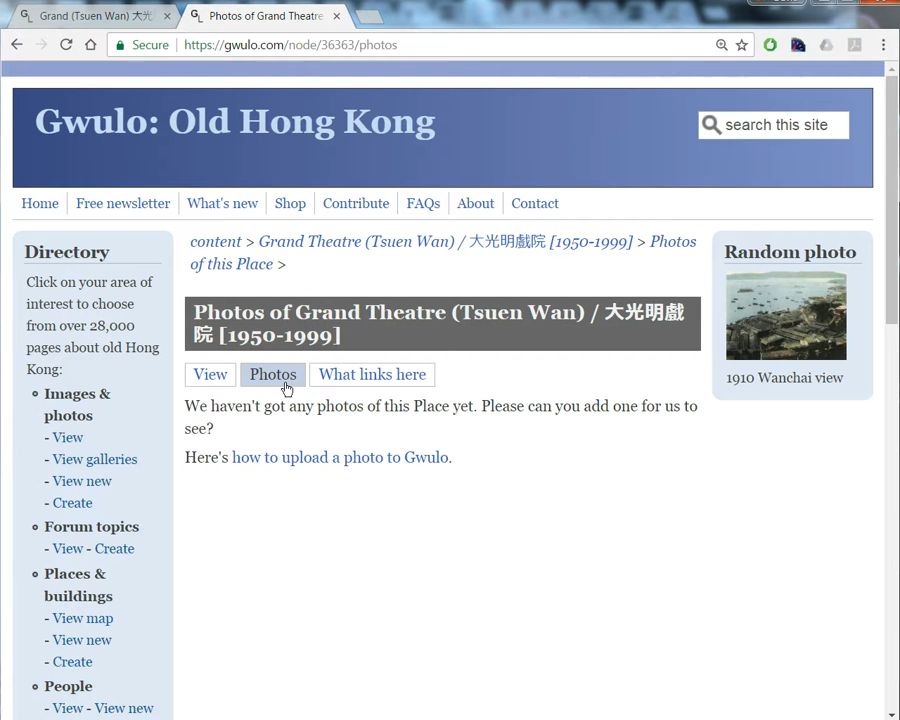 Grand (Tsuen Wan) 大光
Photos of Grand Theatre
Secure
https://gwulo.com/node/36363/photos
Gwulo: Old Hong Kong
search this site
Home
Free newsletter
What's new
Shop
Contribute
FAQs
About
Contact
Directory
Click on your area of
interest to choose
from over 28,000
pages about old Hong
Kong:
Images &
photos
- View
- View galleries
- View new
- Create
Forum topics
- View - Create
Places &
buildings
- View map
- View new
- Create
People
- View - View new
content > Grand Theatre (Tsuen Wan) / 大光明戲院 [1950-1999] > Photos
of this Place >
Photos of Grand Theatre (Tsuen Wan) / 大光明戲
院 [1950-1999]
View
Photos
What links here
We haven't got any photos of this Place yet. Please can you add one for us to
see?
Here's how to upload a photo to Gwulo.
Random photo
1910 Wanchai view